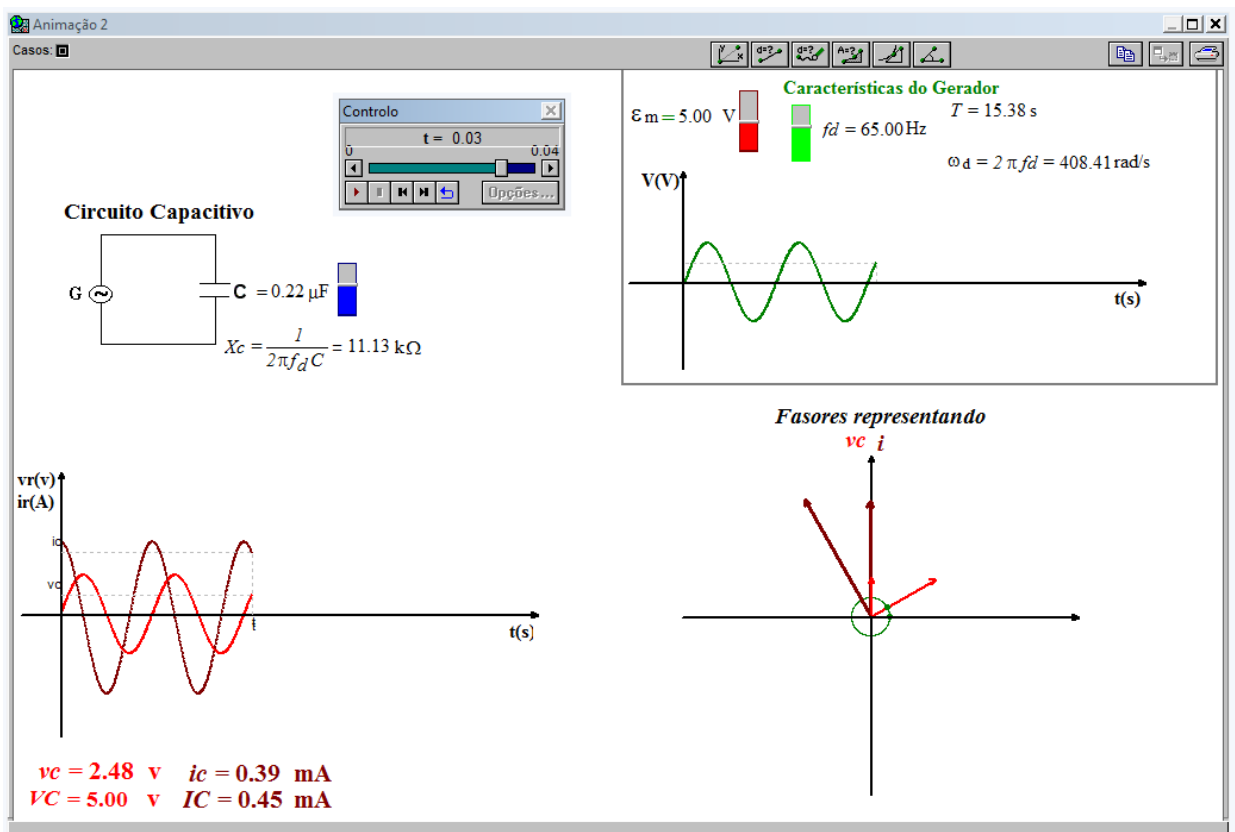 Animação 2
Casos:
y x d=? d=? A=?
Controlo
t = 0.03
0 0.04
Opções...
Características do Gerador
εm = 5.00 V
fd = 65.00 Hz
T = 15.38 s
ωd = 2 π fd = 408.41 rad/s
V(V)
t(s)
Circuito Capacitivo
G
C = 0.22 μF
Xc = 1 / 2πfdC = 11.13 kΩ
Fasores representando
vc i
vr(v)
ir(A)
ic
vc
t
t(s)
vc = 2.48 v ic = 0.39 mA
VC = 5.00 v IC = 0.45 mA